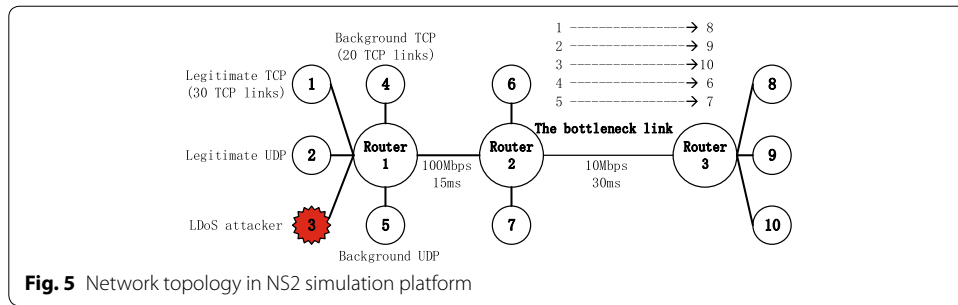 Background TCP
(20 TCP links)
1 → 8
2 → 9
3 → 10
4 → 6
5 → 7
Legitimate TCP
(30 TCP links)
1
4
6
8
The bottleneck link
Legitimate UDP
2
Router
1
100Mbps
15ms
Router
2
10Mbps
30ms
Router
3
9
LDoS attacker
3
5
7
10
Background UDP
Fig. 5 Network topology in NS2 simulation platform